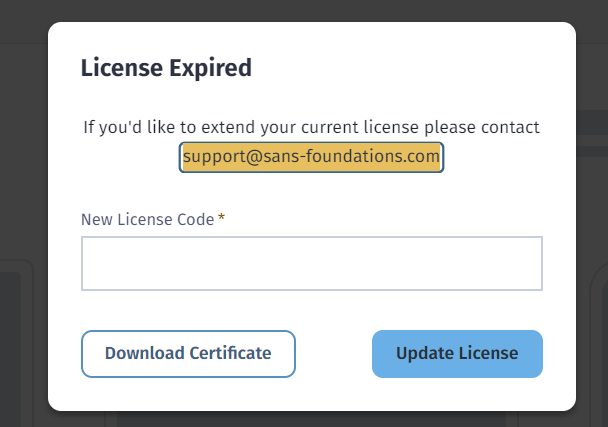 License Expired
If you'd like to extend your current license please contact
support@sans-foundations.com
New License Code *
Download Certificate
Update License